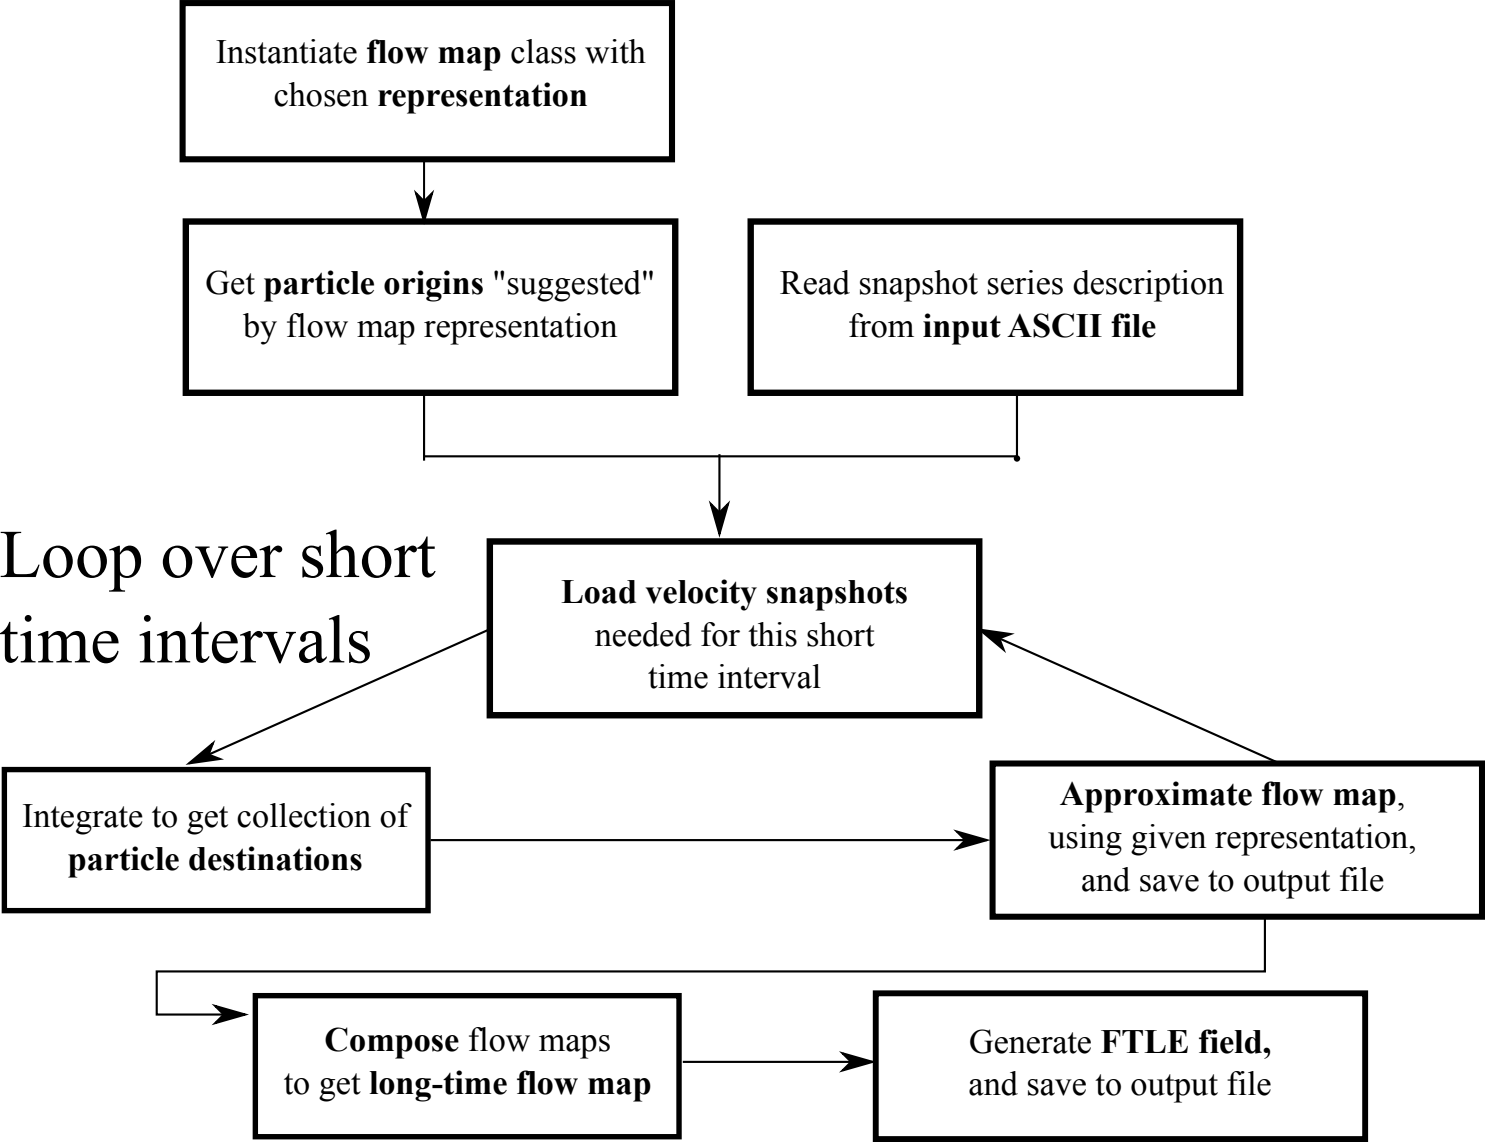 Instantiate flow map class with
chosen representation
Get particle origins "suggested"
by flow map representation
Read snapshot series description
from input ASCII file
Loop over short
time intervals
Load velocity snapshots
needed for this short
time interval
Integrate to get collection of
particle destinations
Approximate flow map,
using given representation,
and save to output file
Compose flow maps
to get long-time flow map
Generate FTLE field,
and save to output file